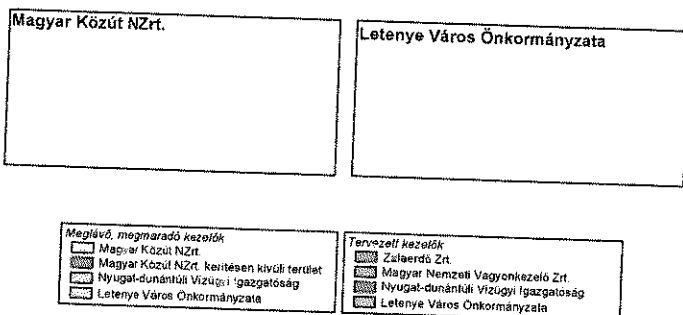 Magyar Közút NZrt.
Letenye Város Önkormányzata
Meglávő, megmaradó kezelők
Magyar Közút NZrt.
Magyar Közút NZrt. kerítésen kívüli terület
Nyugat-dunántúli Vízügyi Igazgatóság
Letenye Város Önkormányzata
Tervezett kezelők
Zalaerdő Zrt.
Magyar Nemzeti Vagyonkezelő Zrt.
Nyugat-dunántúli Vízügyi Igazgatóság
Letenye Város Önkormányzata